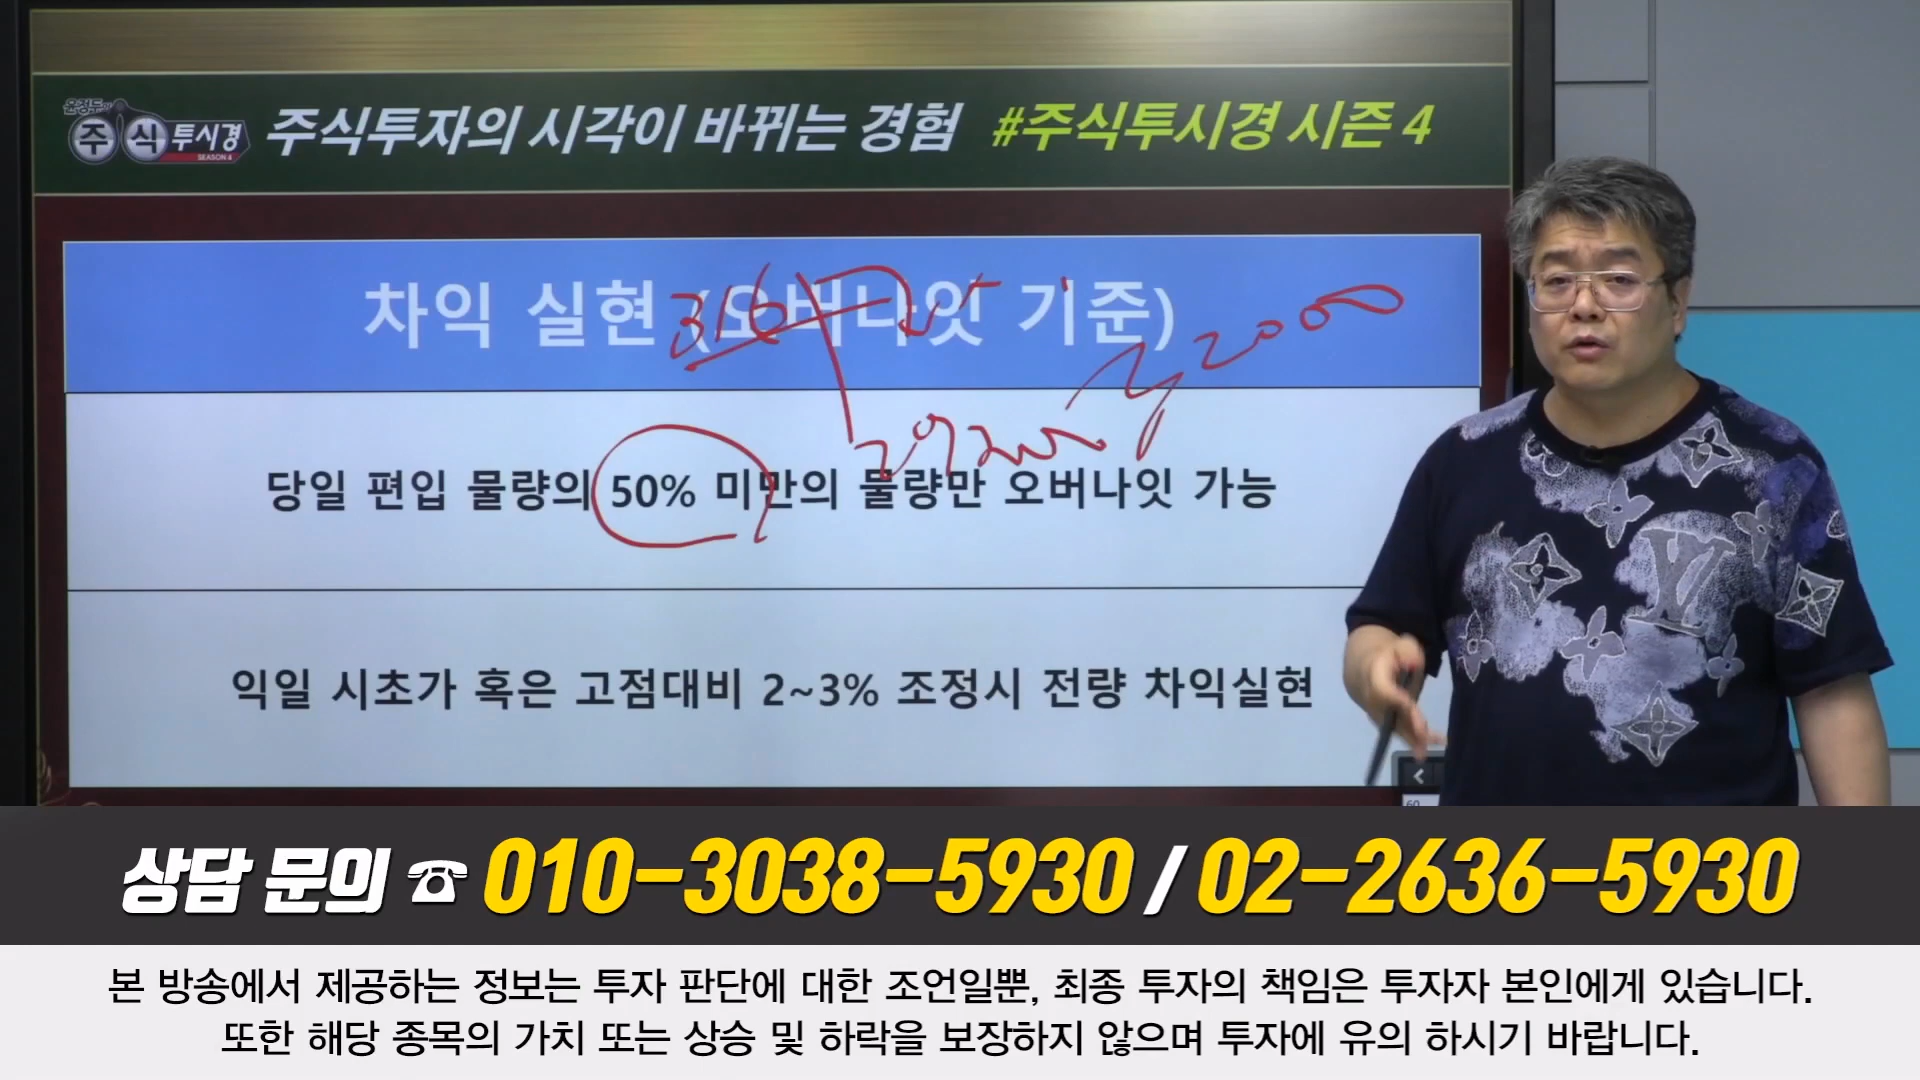 윤정두의
주식투시경
SEASON 4
주식투자의 시각이 바뀌는 경험 #주식투시경 시즌 4
차익 실현 (오버나잇 기준)
당일 편입 물량의 50% 미만의 물량만 오버나잇 가능
익일 시초가 혹은 고점대비 2~3% 조정시 전량 차익실현
60
상담 문의 ☎ 010-3038-5930 / 02-2636-5930
본 방송에서 제공하는 정보는 투자 판단에 대한 조언일뿐, 최종 투자의 책임은 투자자 본인에게 있습니다.
또한 해당 종목의 가치 또는 상승 및 하락을 보장하지 않으며 투자에 유의 하시기 바랍니다.